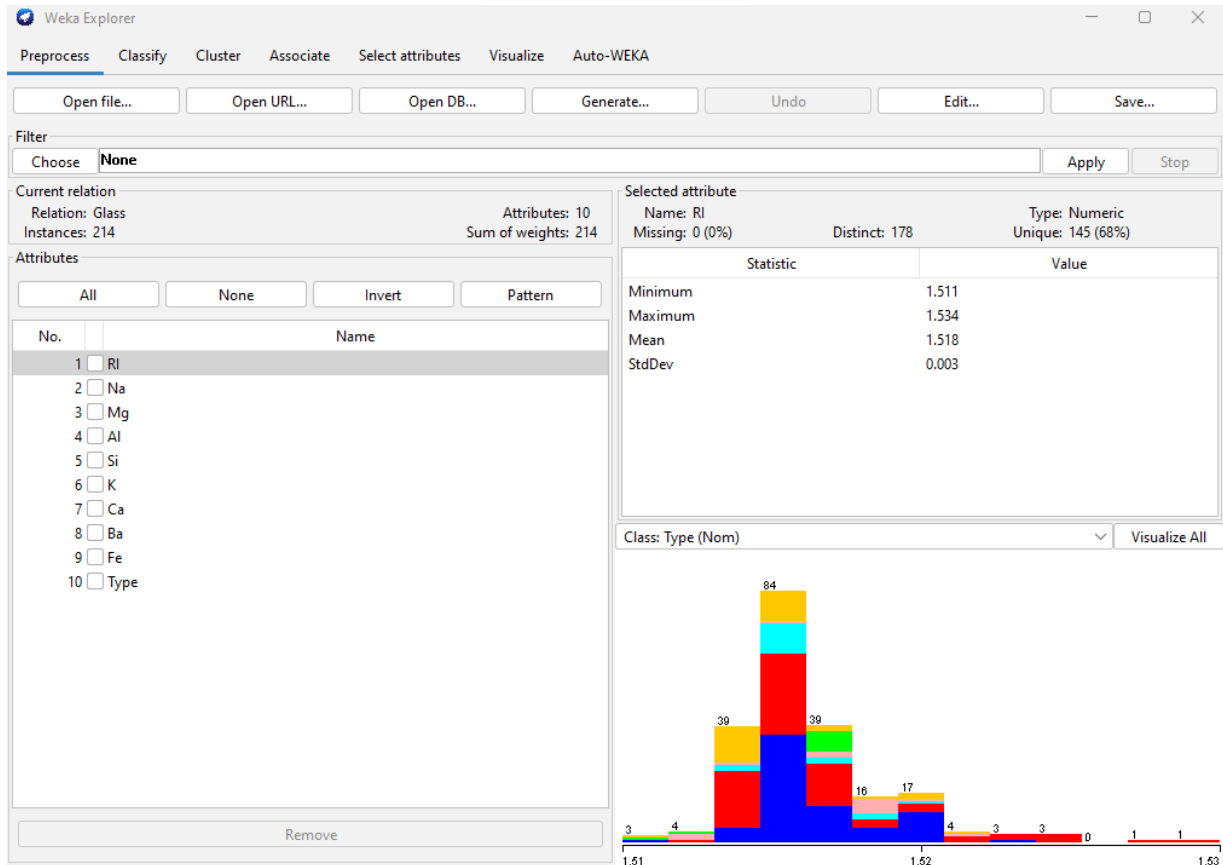 Weka Explorer
Preprocess Classify Cluster Associate Select attributes Visualize Auto-WEKA
Open file... Open URL... Open DB... Generate... Undo Edit... Save...
Filter
Choose None Apply Stop
Current relation
Relation: Glass Attributes: 10
Instances: 214 Sum of weights: 214
Attributes
All None Invert Pattern
No. Name
1 RI
2 Na
3 Mg
4 Al
5 Si
6 K
7 Ca
8 Ba
9 Fe
10 Type
Remove
Selected attribute
Name: RI Type: Numeric
Missing: 0 (0%) Distinct: 178 Unique: 145 (68%)
Statistic Value
Minimum 1.511
Maximum 1.534
Mean 1.518
StdDev 0.003
Class: Type (Nom) Visualize All
84
39 39
16 17
3 4 4 3 3 0 1 1
1.51 1.52 1.53